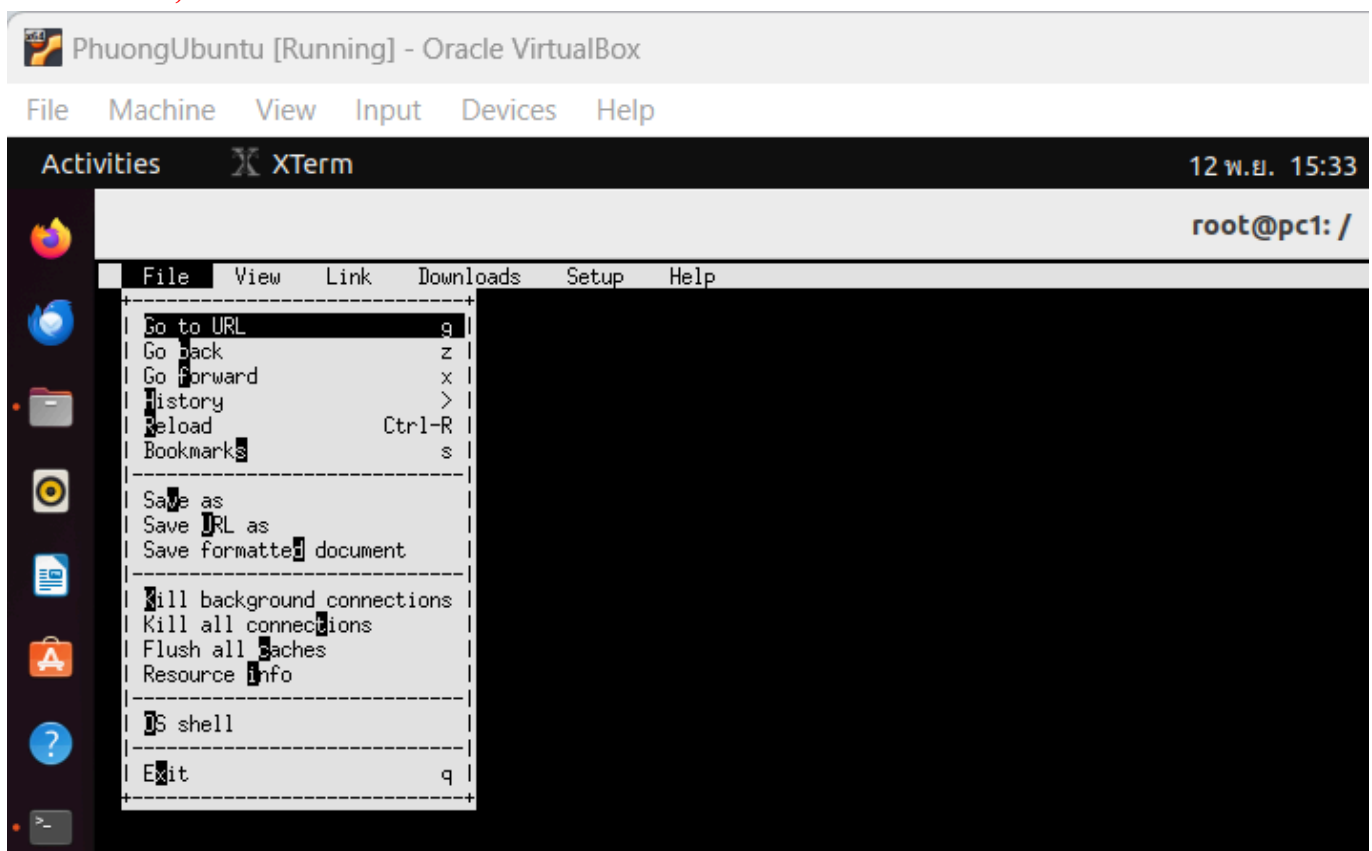 PhuongUbuntu [Running] - Oracle VirtualBox
File Machine View Input Devices Help
Activities XTerm 12 พ.ย. 15:33
root@pc1: /
File View Link Downloads Setup Help
Go to URL g
Go back z
Go forward x
History >
Reload Ctrl-R
Bookmarks s
Save as
Save URL as
Save formatted document
Kill background connections
Kill all connections
Flush all caches
Resource info
OS shell
Exit q